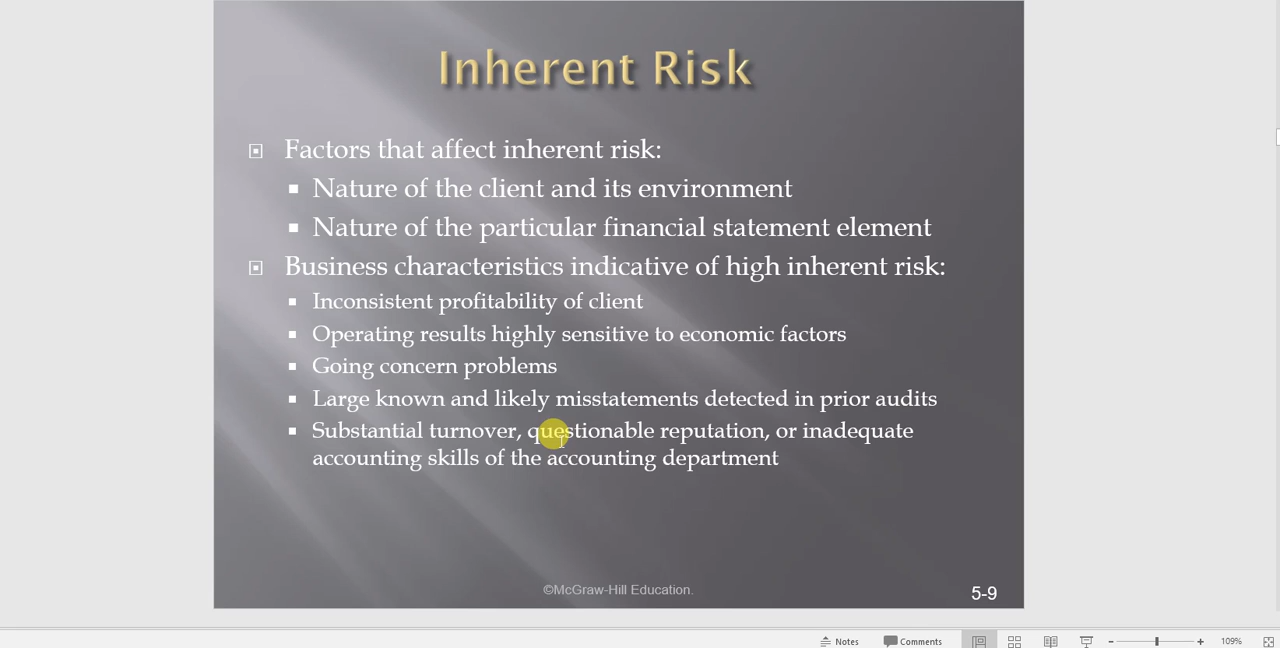 Inherent Risk
Factors that affect inherent risk:
Nature of the client and its environment
Nature of the particular financial statement element
Business characteristics indicative of high inherent risk:
Inconsistent profitability of client
Operating results highly sensitive to economic factors
Going concern problems
Large known and likely misstatements detected in prior audits
Substantial turnover, questionable reputation, or inadequate
accounting skills of the accounting department
©McGraw-Hill Education.
5-9
Notes
Comments
109%